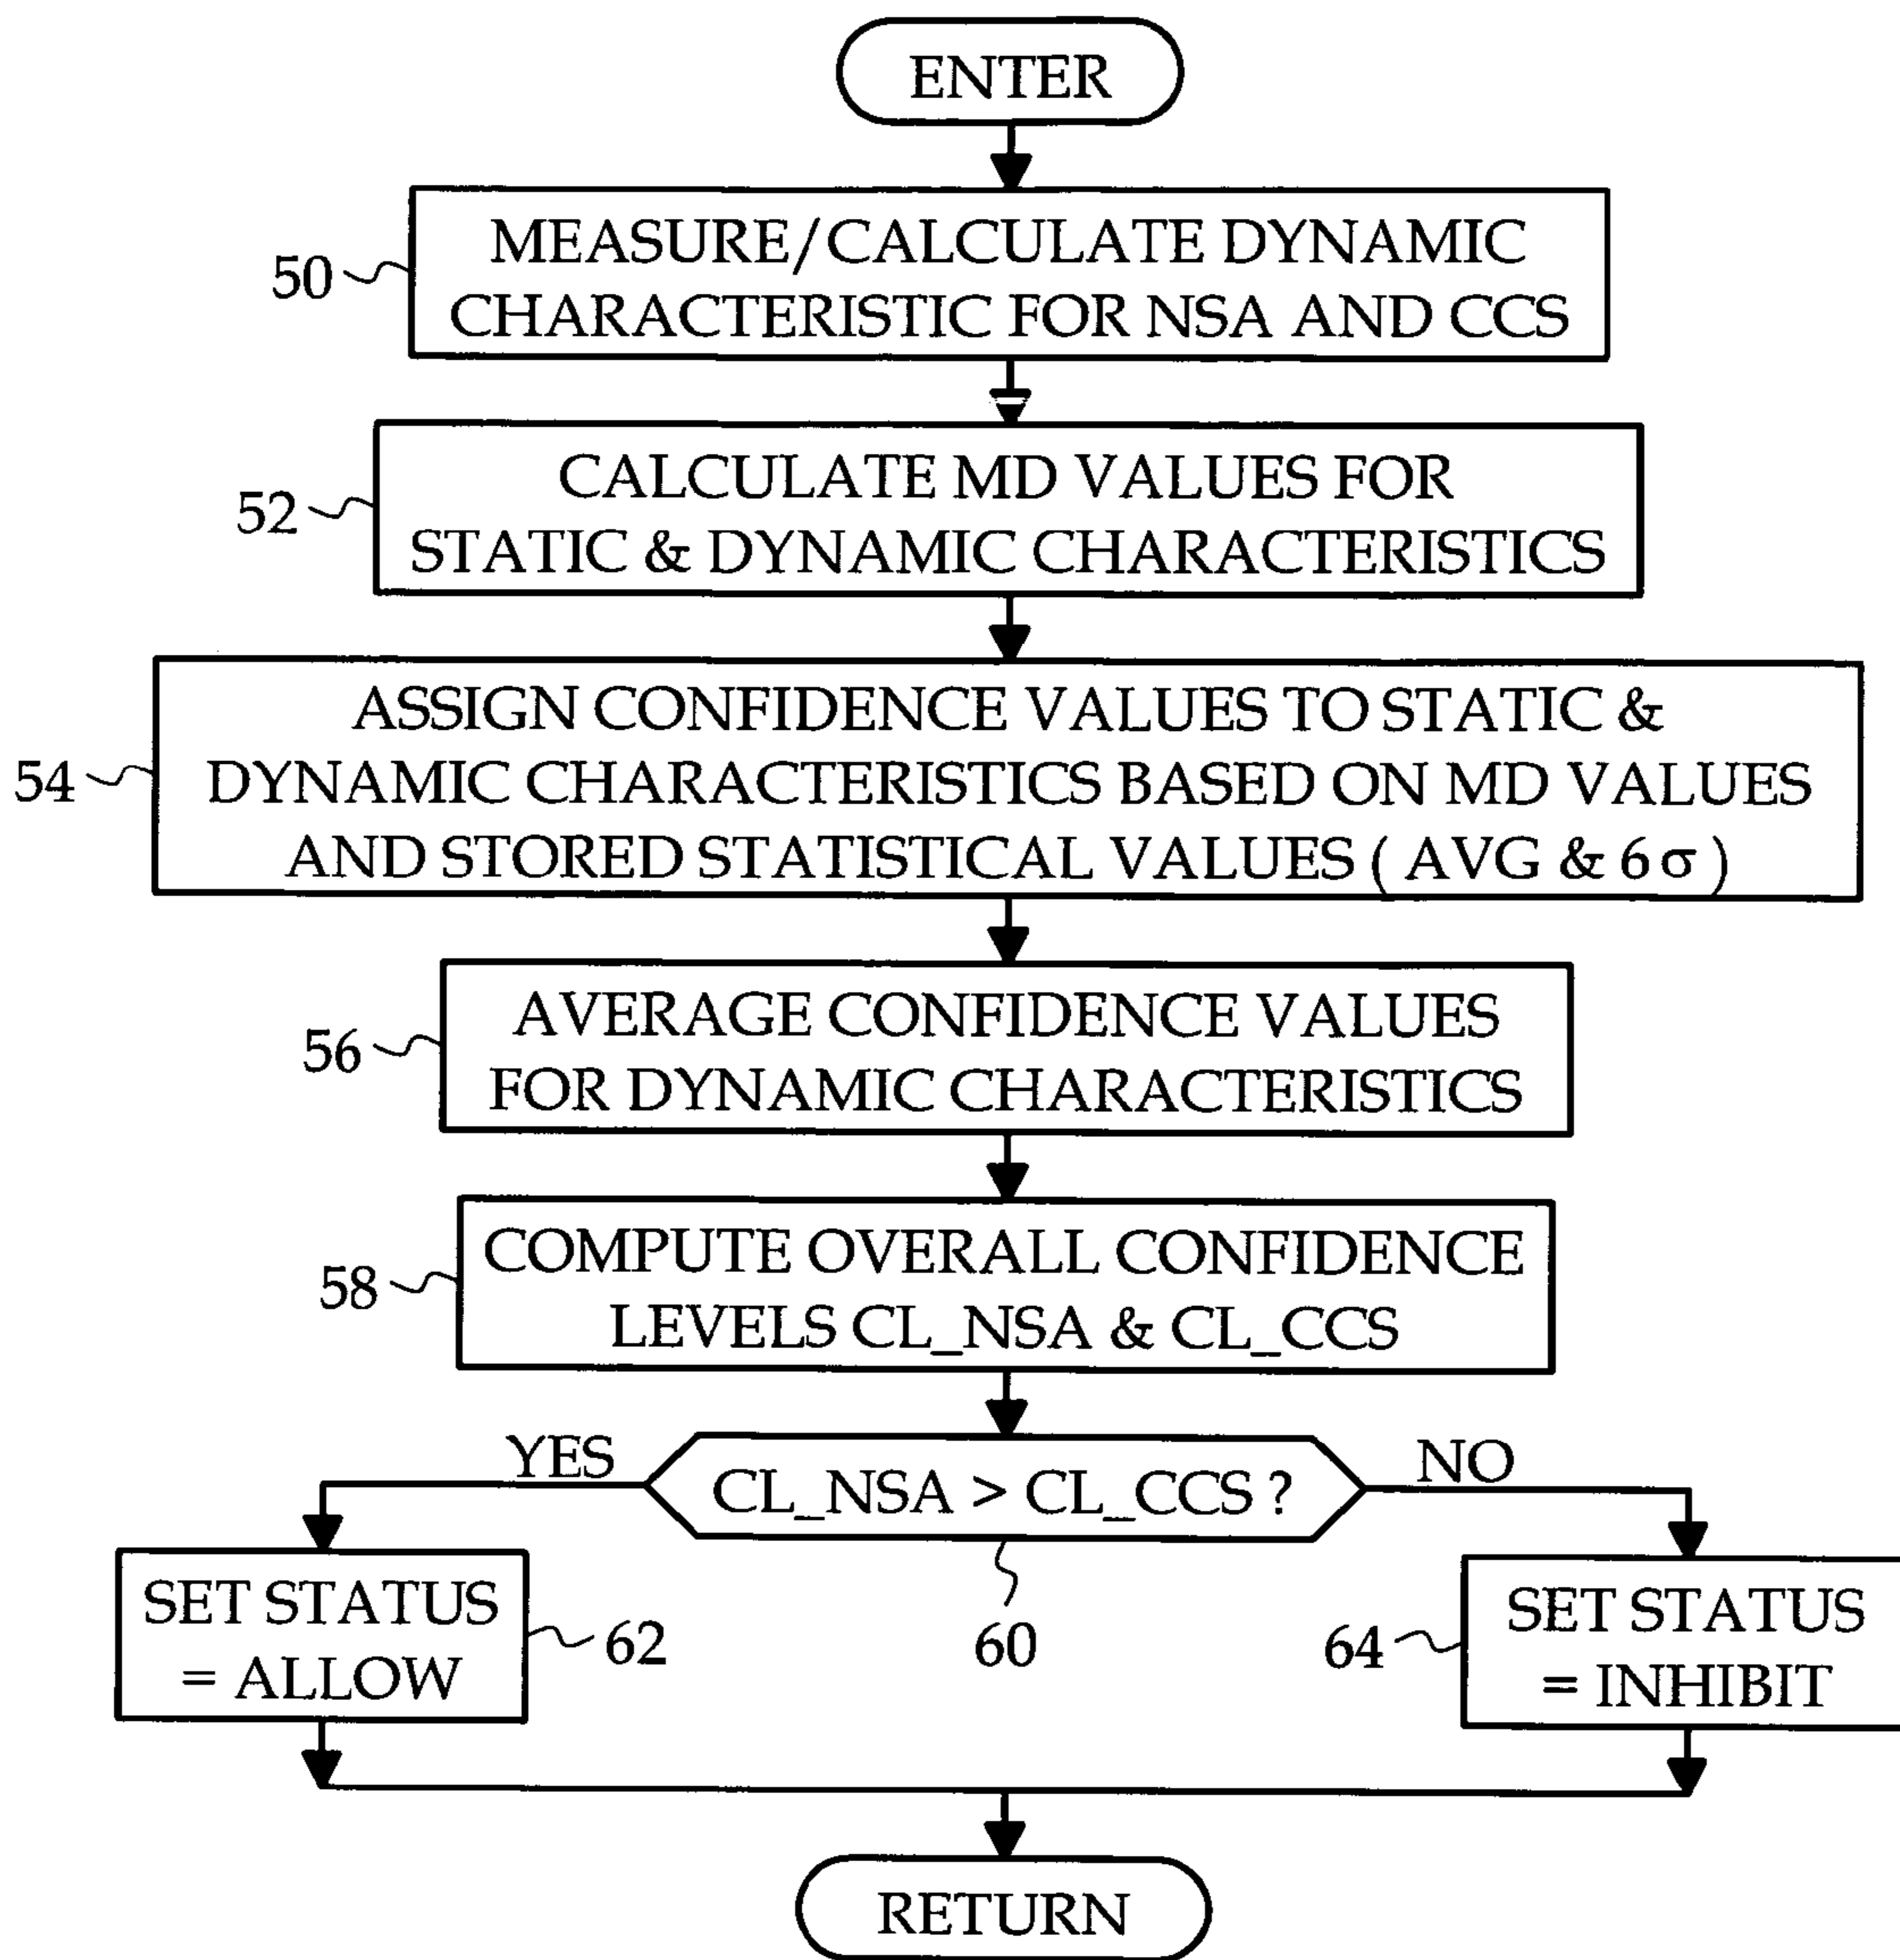 ENTER
MEASURE/CALCULATE DYNAMIC
CHARACTERISTIC FOR NSA AND CCS
50
CALCULATE MD VALUES FOR
STATIC & DYNAMIC CHARACTERISTICS
52
ASSIGN CONFIDENCE VALUES TO STATIC &
DYNAMIC CHARACTERISTICS BASED ON MD VALUES
AND STORED STATISTICAL VALUES ( AVG & 6 σ )
54
AVERAGE CONFIDENCE VALUES
FOR DYNAMIC CHARACTERISTICS
56
COMPUTE OVERALL CONFIDENCE
LEVELS CL_NSA & CL_CCS
58
YES
CL_NSA > CL_CCS ?
NO
60
SET STATUS
= ALLOW
62
64
SET STATUS
= INHIBIT
RETURN